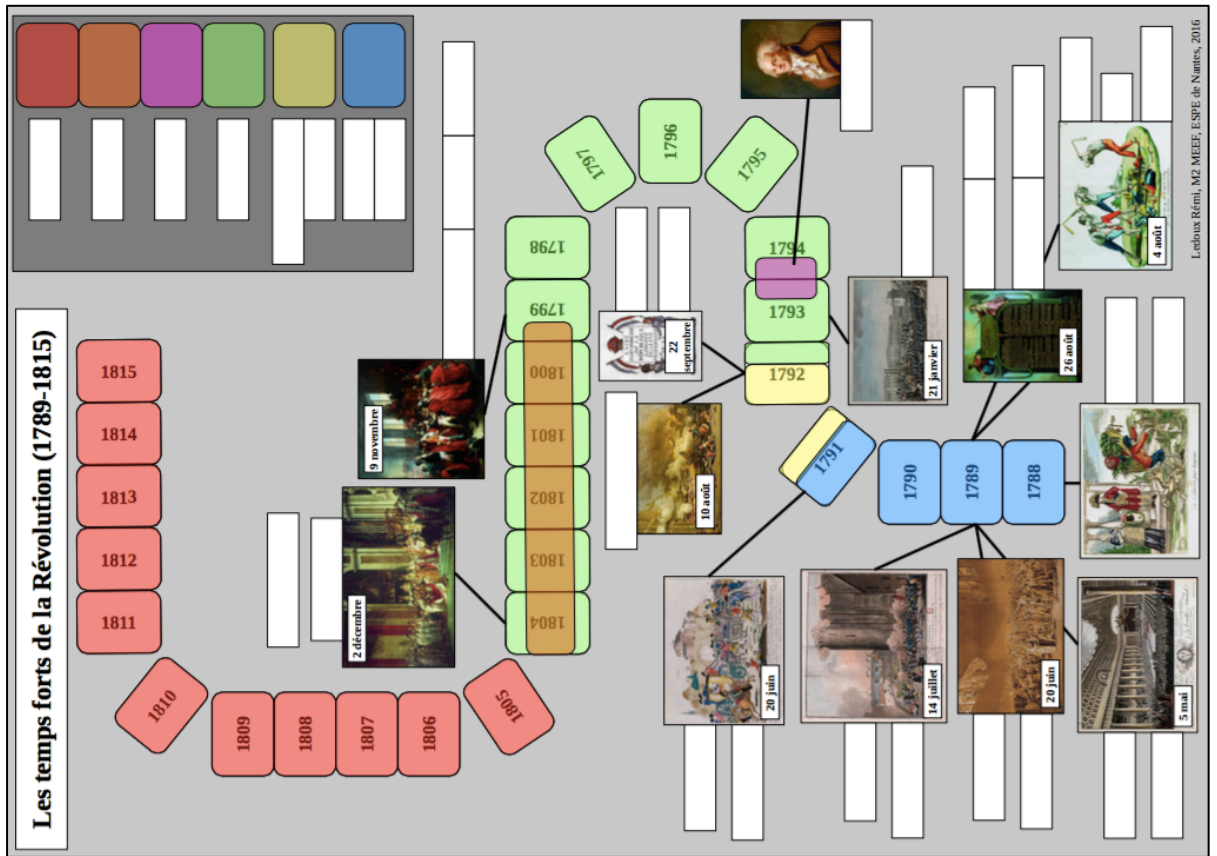 Les temps forts de la Révolution (1789-1815)
1815
1814
1813
1812
1811
1810
1809
1808
1807
1806
1805
1804
1803
1802
1801
1800
1799
1798
1797
1796
1795
1794
1793
1792
1791
1790
1789
1788
2 décembre
9 novembre
22
septembre
10 août
21 janvier
20 juin
14 juillet
20 juin
5 mai
26 août
4 août
Ledoux Rémi, M2 MEEF, ESPE de Nantes, 2016